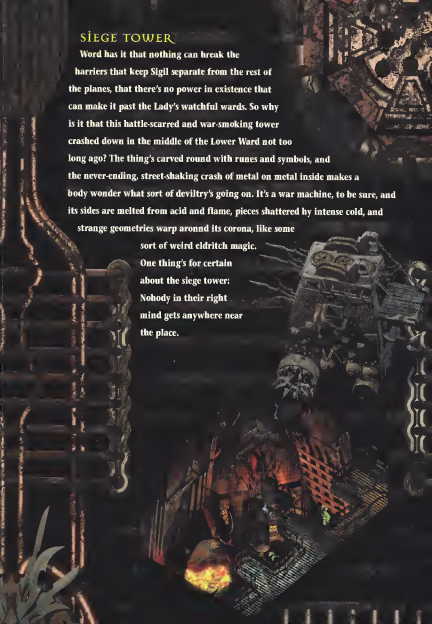 SIEGE TOWER
Word has it that nothing can break the
barriers that keep Sigil separate from the rest of
the planes, that there's no power in existence that
can make it past the Lady's watchful wards. So why
is it that this battle-scarred and war-smoking tower
crashed down in the middle of the Lower Ward not too
long ago? The thing's carved round with runes and symbols, and
the never-ending, street-shaking crash of metal on metal inside makes a
body wonder what sort of deviltry's going on. It's a war machine, to be sure, and
its sides are melted from acid and flame, pieces shattered by intense cold, and
strange geometries warp around its corona, like some
sort of weird eldritch magic.
One thing's for certain
about the siege tower:
Nobody in their right
mind gets anywhere near
the place.